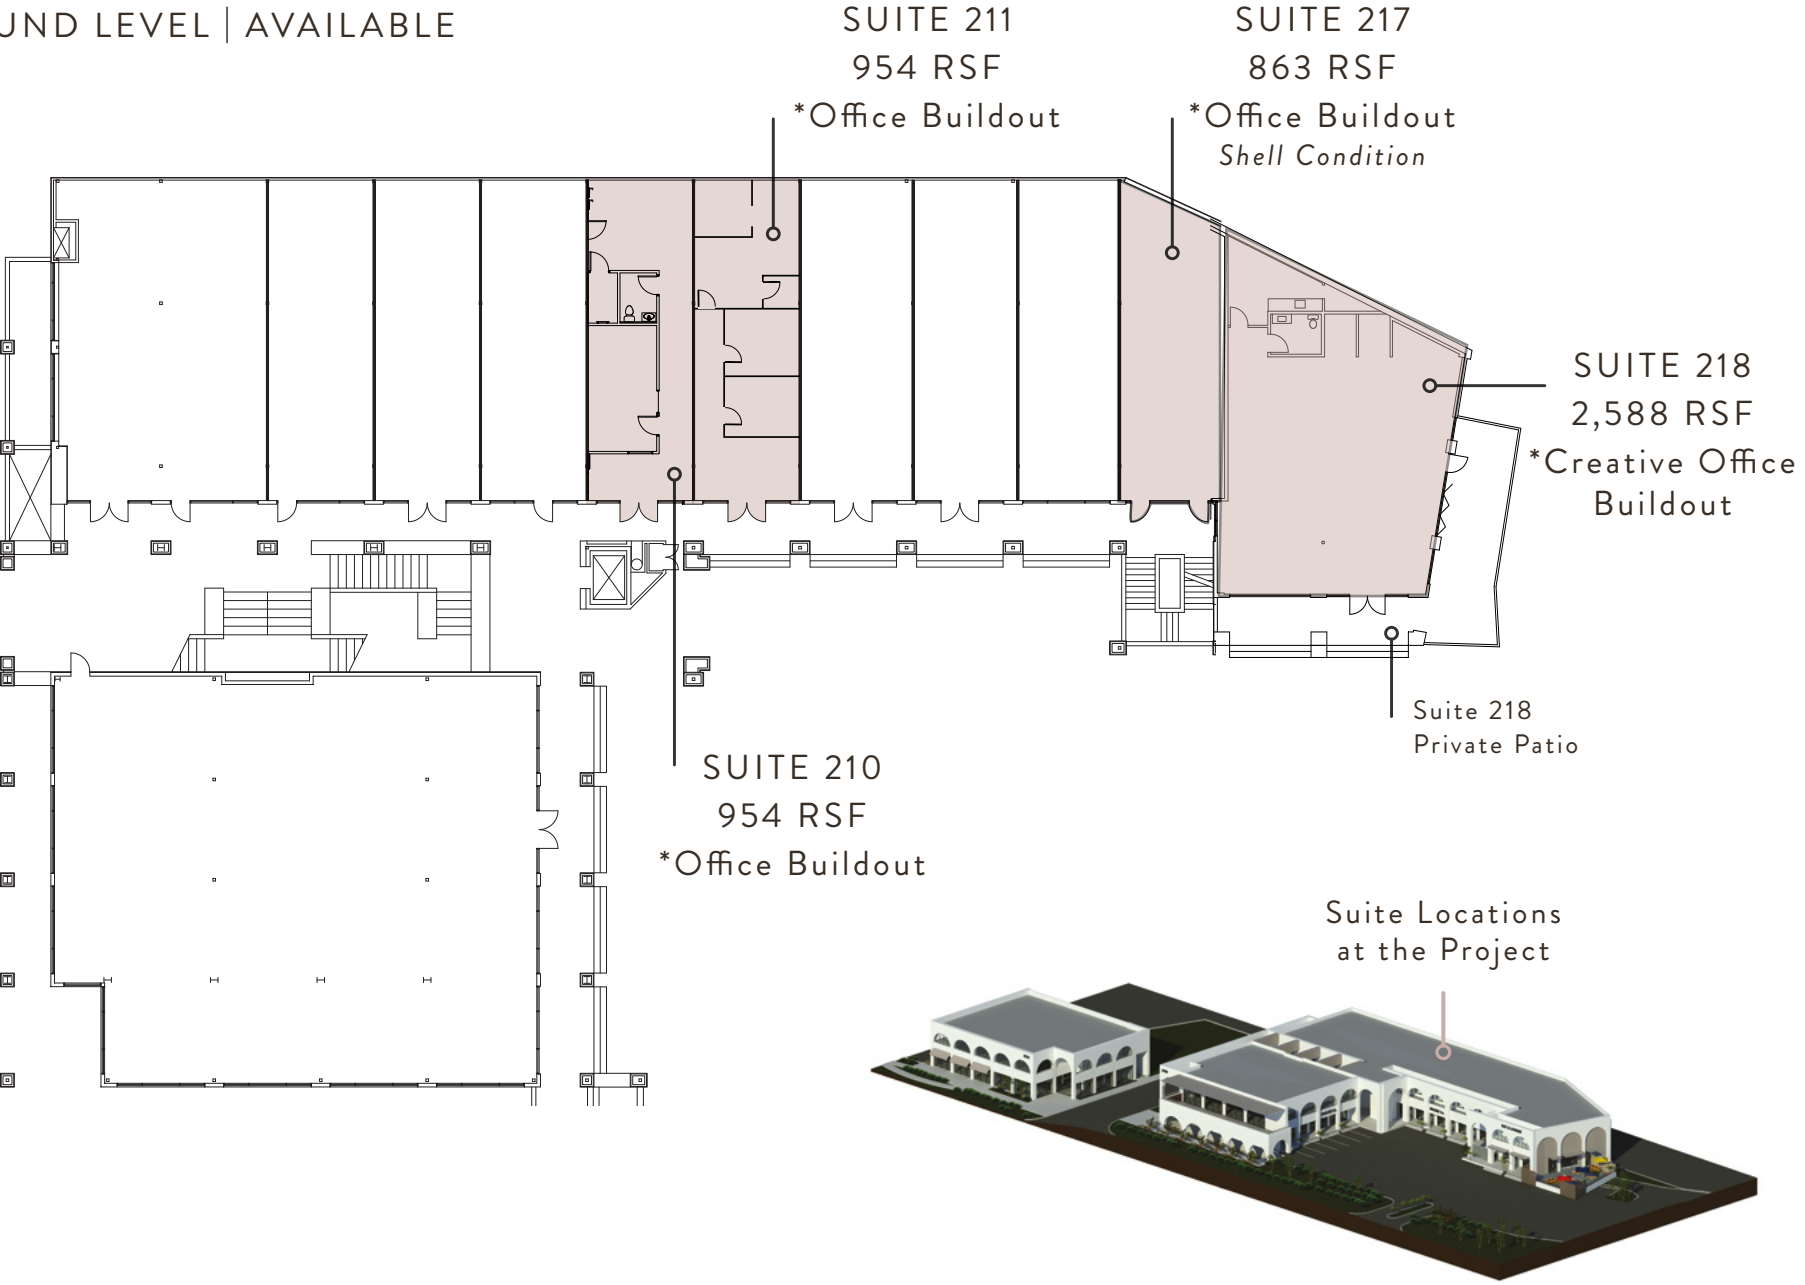 UND LEVEL | AVAILABLE
SUITE 211
954 RSF
*Office Buildout
SUITE 217
863 RSF
*Office Buildout
Shell Condition
SUITE 218
2,588 RSF
*Creative Office
Buildout
Suite 218
Private Patio
SUITE 210
954 RSF
*Office Buildout
Suite Locations
at the Project